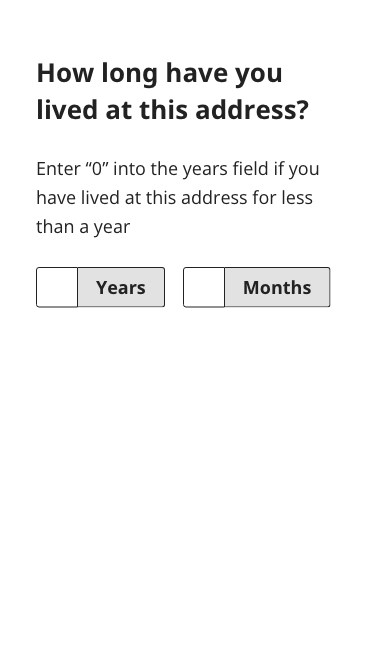 How long have you
lived at this address?
Enter “0” into the years field if you
have lived at this address for less
than a year
Years Months